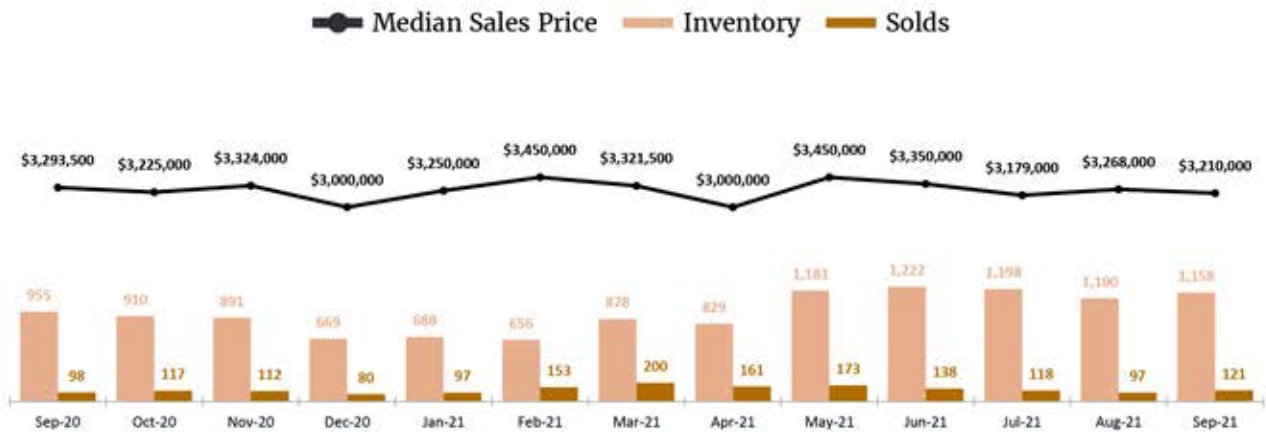 Median Sales Price Inventory Solds
$3,293,500 $3,225,000 $3,324,000 $3,000,000 $3,250,000 $3,450,000 $3,321,500 $3,000,000 $3,450,000 $3,350,000 $3,179,000 $3,268,000 $3,210,000
955 910 891 669 688 656 878 829 1,181 1,222 1,198 1,100 1,158
98 117 112 80 97 153 200 161 173 138 118 97 121
Sep-20 Oct-20 Nov-20 Dec-20 Jan-21 Feb-21 Mar-21 Apr-21 May-21 Jun-21 Jul-21 Aug-21 Sep-21